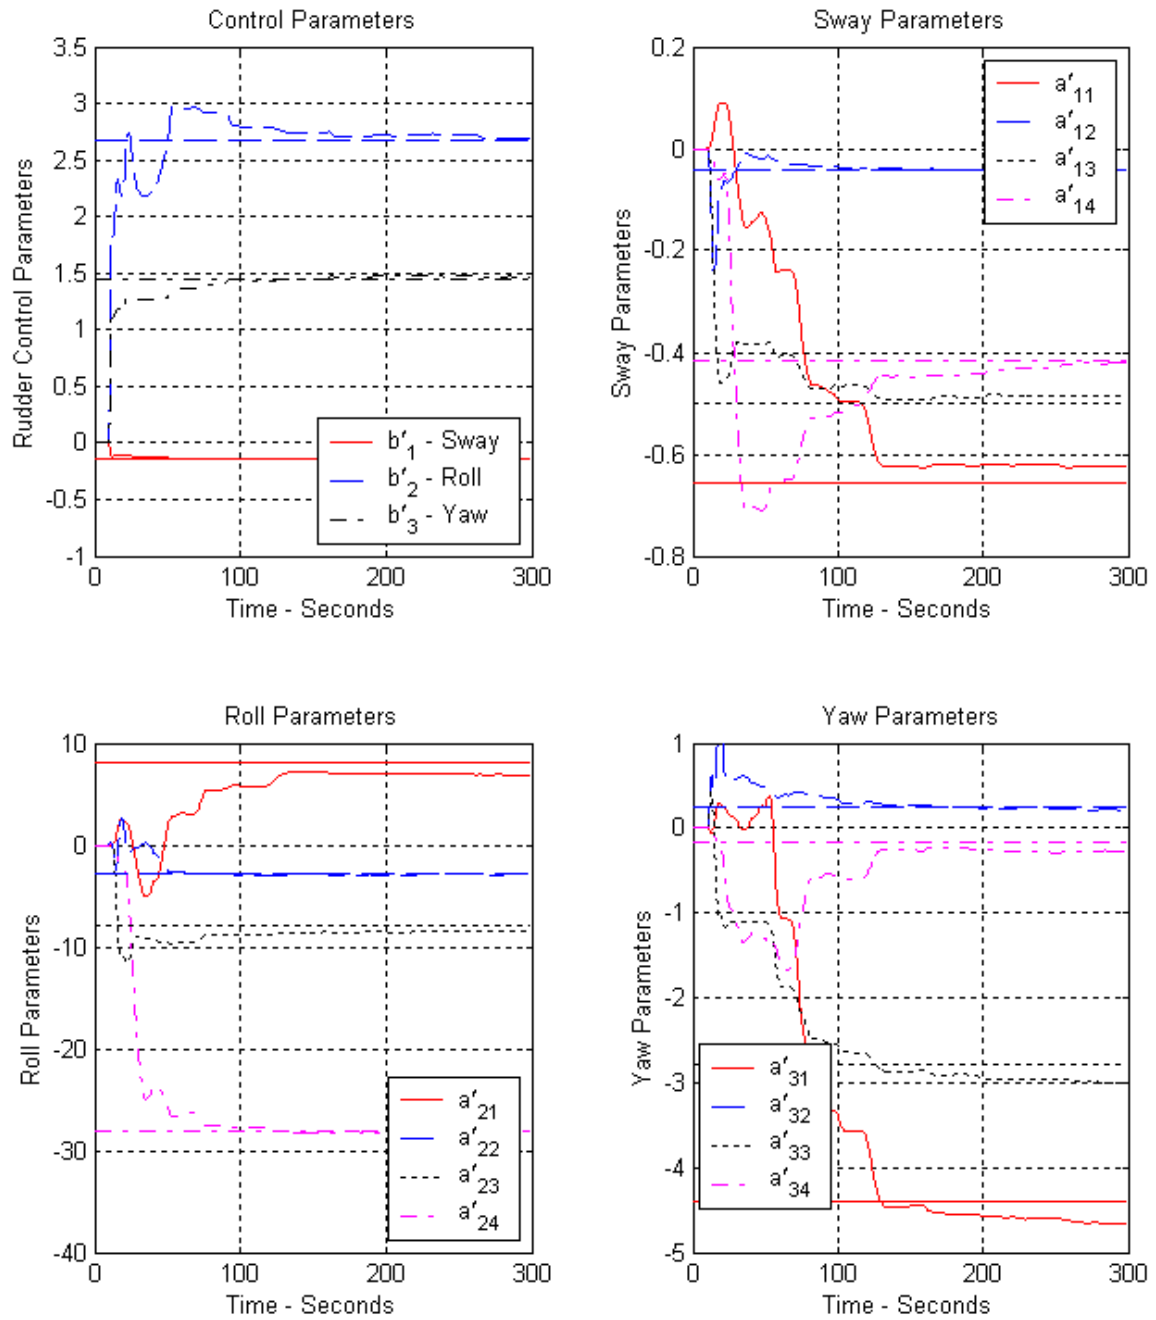 Control Parameters
3.5
3
2.5
2
1.5
1
0.5
0
-0.5
-1
Rudder Control Parameters
b′1 - Sway
b′2 - Roll
b′3 - Yaw
0 100 200 300
Time - Seconds
Sway Parameters
0.2
0
-0.2
-0.4
-0.6
-0.8
Sway Parameters
a′11
a′12
a′13
a′14
0 100 200 300
Time - Seconds
Roll Parameters
10
0
-10
-20
-30
-40
Roll Parameters
a′21
a′22
a′23
a′24
0 100 200 300
Time - Seconds
Yaw Parameters
1
0
-1
-2
-3
-4
-5
Yaw Parameters
a′31
a′32
a′33
a′34
0 100 200 300
Time - Seconds